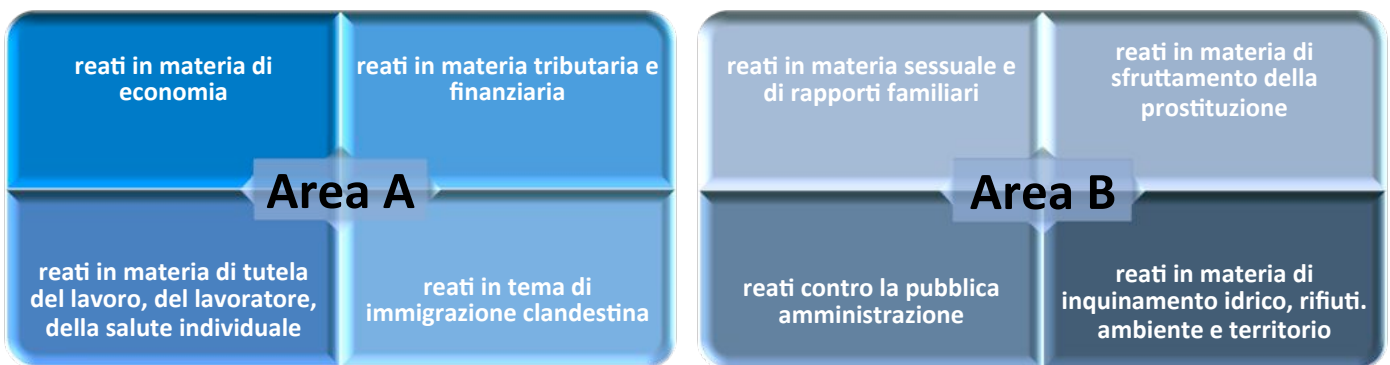 reati in materia di
economia
reati in materia tributaria e
finanziaria
Area A
reati in materia di tutela
del lavoro, del lavoratore,
della salute individuale
reati in tema di
immigrazione clandestina
reati in materia sessuale e
di rapporti familiari
reati in materia di
sfruttamento della
prostituzione
Area B
reati contro la pubblica
amministrazione
reati in materia di
inquinamento idrico, rifiuti.
ambiente e territorio